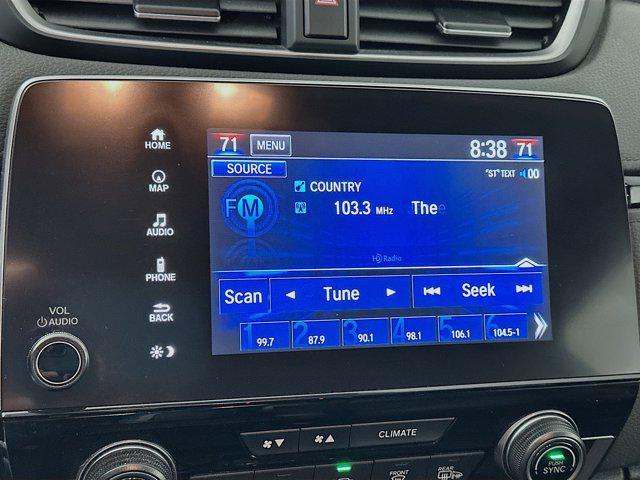 71 MENU 8:38 71
SOURCE "ST" TEXT 00
HOME
COUNTRY
FM 103.3 MHz The
MAP
AUDIO
HD Radio
PHONE
Scan Tune Seek
VOL
AUDIO
BACK
1 99.7 2 87.9 3 90.1 4 98.1 5 106.1 6 104.5-1
CLIMATE
PUSH
SYNC
FRONT
REAR